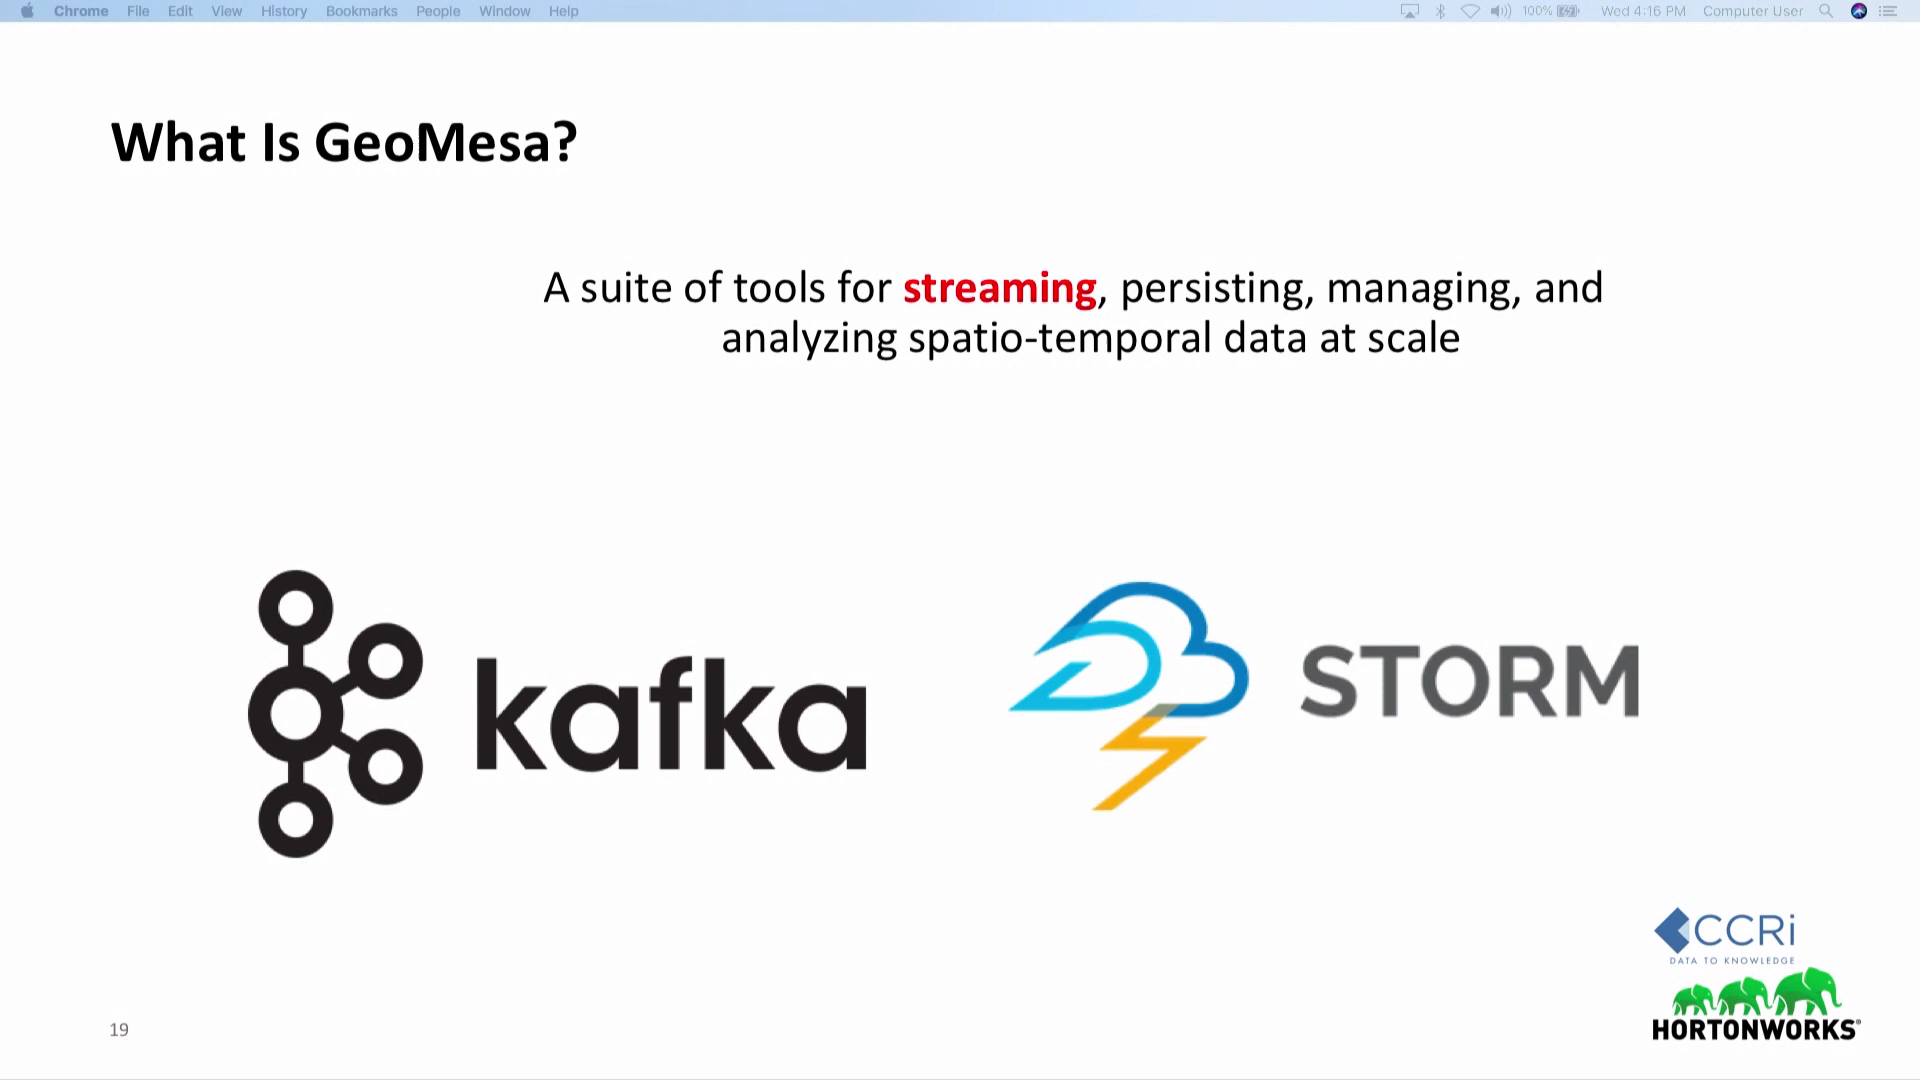 Chrome File Edit View History Bookmarks People Window Help 100% Wed 4:16 PM Computer User
What Is GeoMesa?
A suite of tools for streaming, persisting, managing, and
analyzing spatio-temporal data at scale
kafka
STORM
CCRi
DATA TO KNOWLEDGE
HORTONWORKS®
19